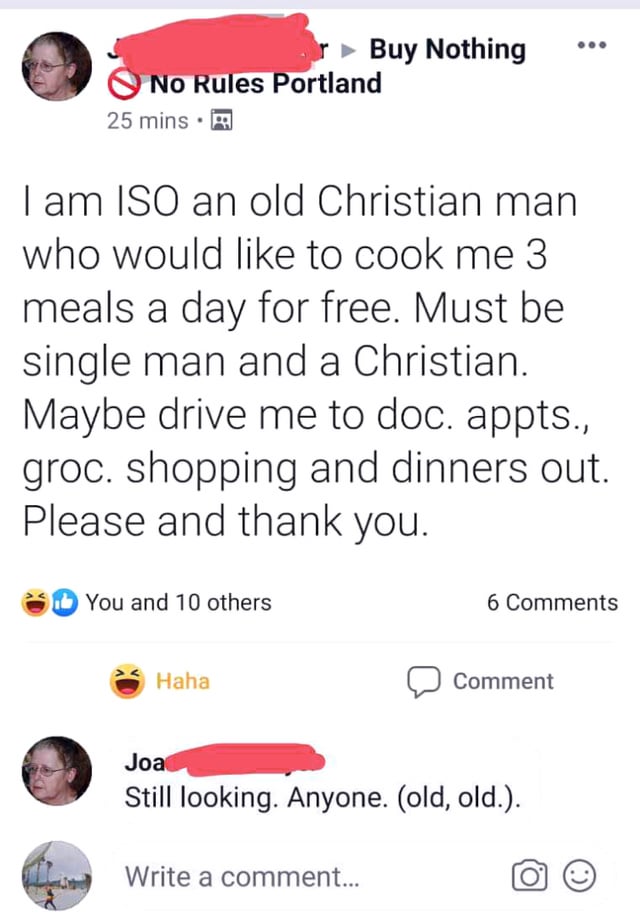 r ▸ Buy Nothing
No Rules Portland
25 mins •
I am ISO an old Christian man
who would like to cook me 3
meals a day for free. Must be
single man and a Christian.
Maybe drive me to doc. appts.,
groc. shopping and dinners out.
Please and thank you.
You and 10 others 6 Comments
Haha Comment
Joa
Still looking. Anyone. (old, old.).
Write a comment...